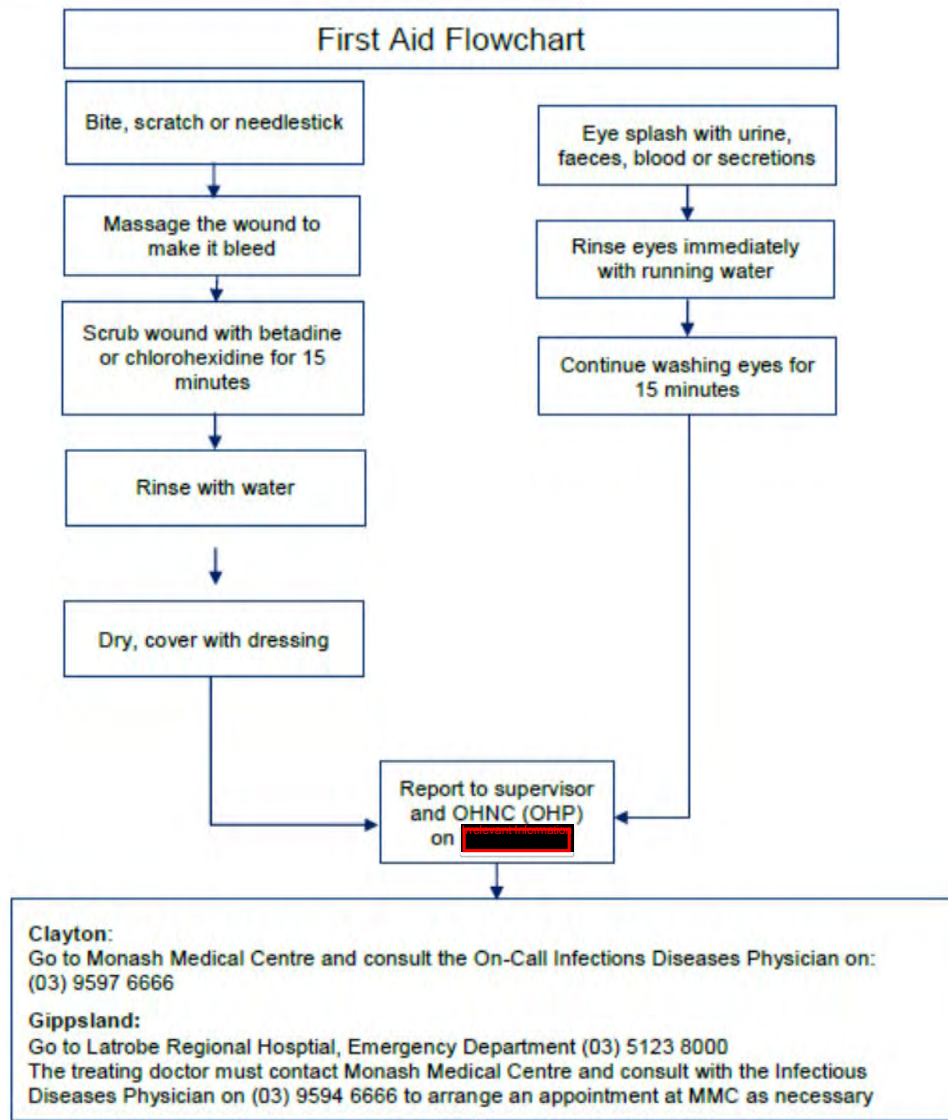 First Aid Flowchart
Bite, scratch or needlestick
Massage the wound to
make it bleed
Scrub wound with betadine
or chlorohexidine for 15
minutes
Rinse with water
Dry, cover with dressing
Eye splash with urine,
faeces, blood or secretions
Rinse eyes immediately
with running water
Continue washing eyes for
15 minutes
Report to supervisor
and OHNC (OHP)
on
Clayton:
Go to Monash Medical Centre and consult the On-Call Infections Diseases Physician on:
(03) 9597 6666
Gippsland:
Go to Latrobe Regional Hosptial, Emergency Department (03) 5123 8000
The treating doctor must contact Monash Medical Centre and consult with the Infectious
Diseases Physician on (03) 9594 6666 to arrange an appointment at MMC as necessary